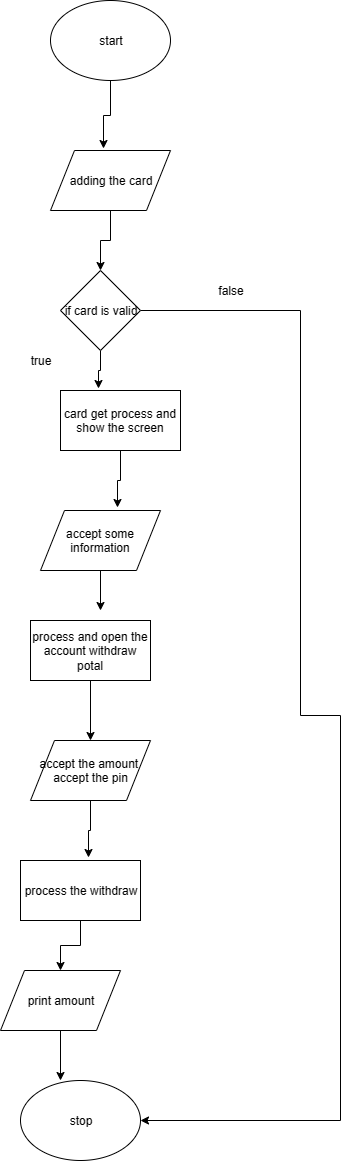 start
adding the card
if card is valid
false
true
card get process and
show the screen
accept some
information
process and open the
account withdraw
potal
accept the amount
accept the pin
process the withdraw
print amount
stop